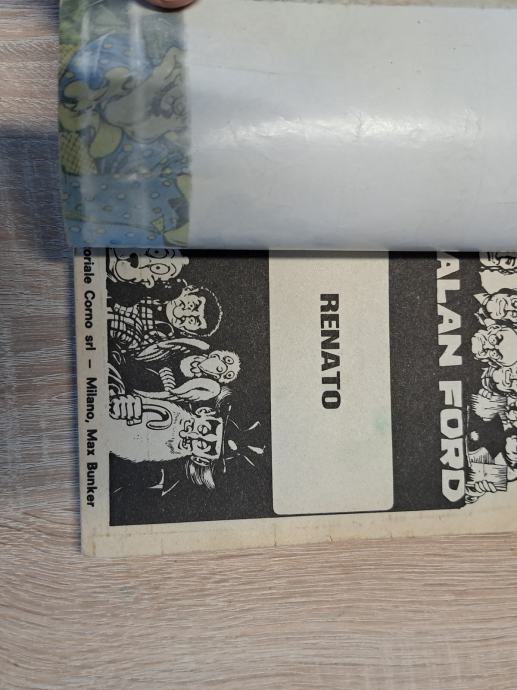 ALAN FORD
RENATO
oriale Corno srl – Milano, Max Bunker